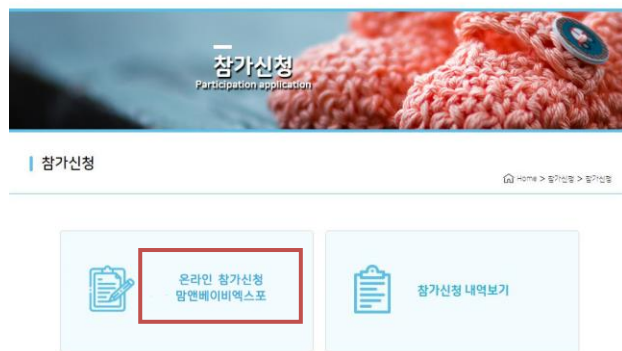 참가신청
Participation application
참가신청
Home > 참가신청 > 참가신청
온라인 참가신청
맘앤베이비엑스포
참가신청 내역보기